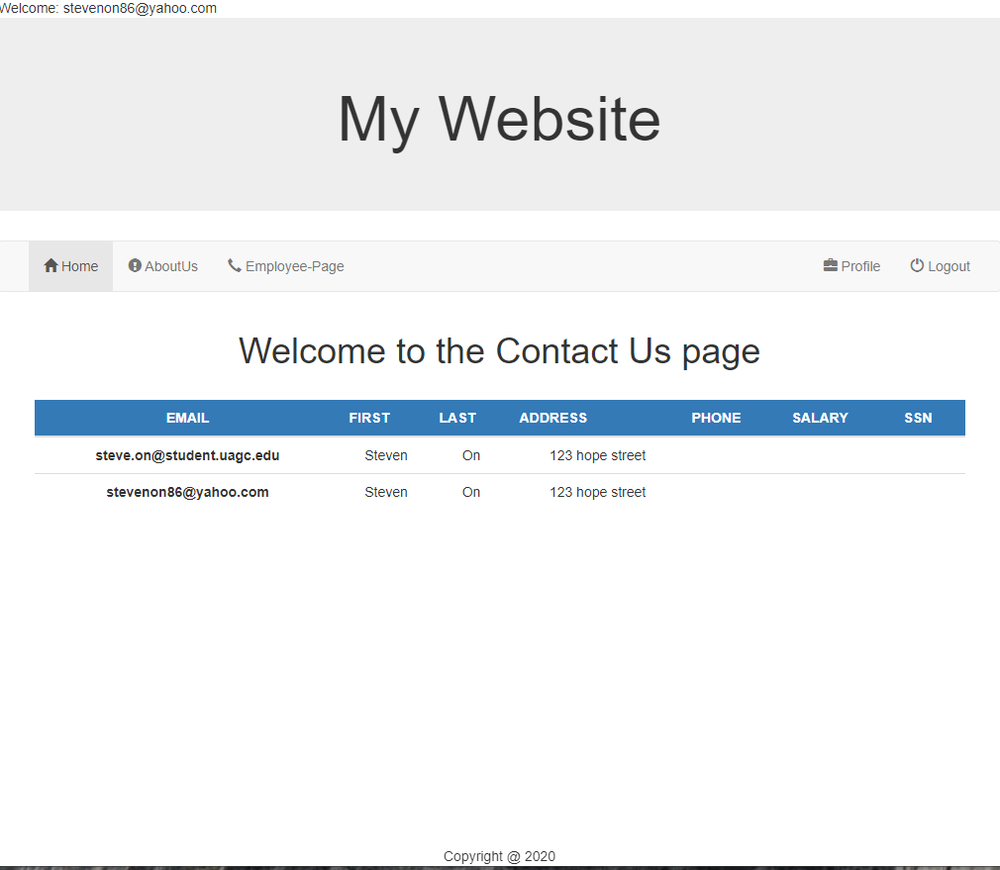 Welcome: stevenon86@yahoo.com
My Website
Home AboutUs Employee-Page Profile Logout
Welcome to the Contact Us page
EMAIL FIRST LAST ADDRESS PHONE SALARY SSN
steve.on@student.uagc.edu Steven On 123 hope street
stevenon86@yahoo.com Steven On 123 hope street
Copyright @ 2020